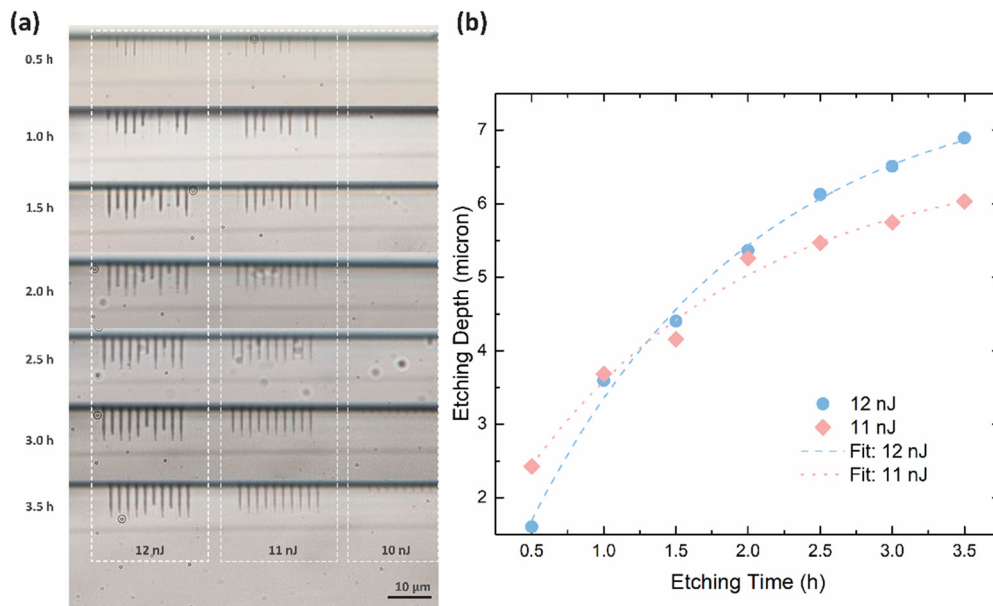 (a)
0.5 h
1.0 h
1.5 h
2.0 h
2.5 h
3.0 h
3.5 h
12 nJ 11 nJ 10 nJ
10 µm
(b)
Etching Depth (micron)
7
6
5
4
3
2
12 nJ
11 nJ
Fit: 12 nJ
Fit: 11 nJ
0.5 1.0 1.5 2.0 2.5 3.0 3.5
Etching Time (h)